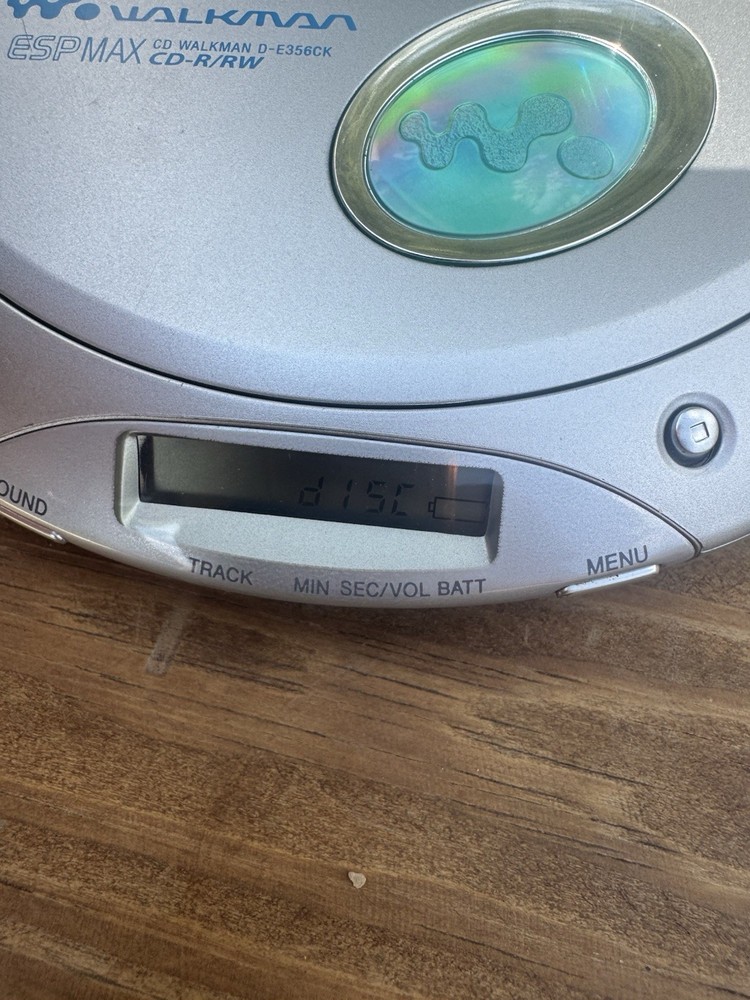 WALKMAN
ESPMAX CD WALKMAN D-E356CK
CD-R/RW
disc
OUND
TRACK MIN SEC/VOL BATT MENU